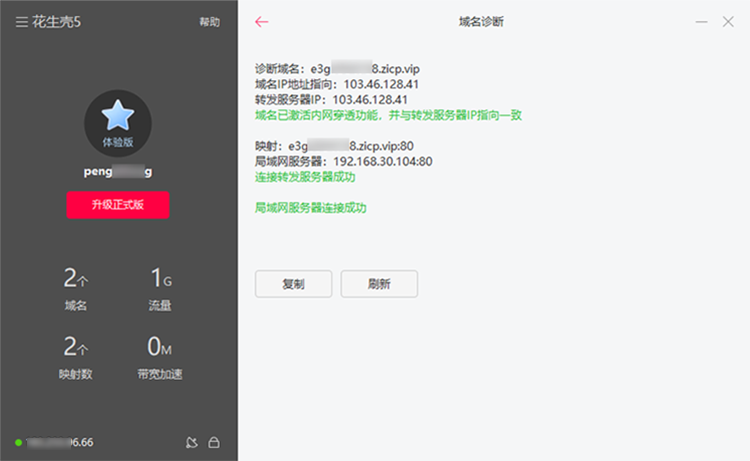 花生壳5
帮助
体验版
peng g
升级正式版
2个
域名
1G
流量
2个
映射数
0M
带宽加速
96.66
域名诊断
诊断域名：e3g 8.zicp.vip
域名IP地址指向：103.46.128.41
转发服务器IP：103.46.128.41
域名已激活内网穿透功能，并与转发服务器IP指向一致
映射：e3g 8.zicp.vip:80
局域网服务器：192.168.30.104:80
连接转发服务器成功
局域网服务器连接成功
复制
刷新